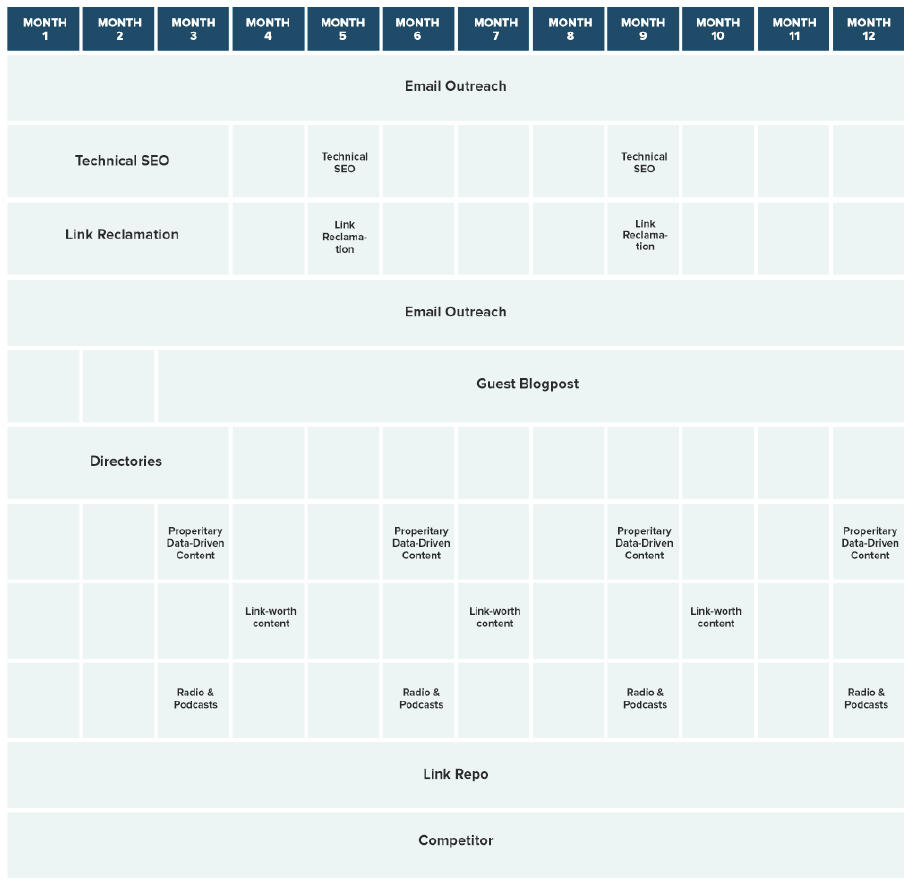 MONTH 1 MONTH 2 MONTH 3 MONTH 4 MONTH 5 MONTH 6 MONTH 7 MONTH 8 MONTH 9 MONTH 10 MONTH 11 MONTH 12
Email Outreach
Technical SEO
Technical
SEO
Technical
SEO
Link Reclamation
Link
Reclama-
tion
Link
Reclama-
tion
Email Outreach
Guest Blogpost
Directories
Properitary
Data-Driven
Content
Properitary
Data-Driven
Content
Properitary
Data-Driven
Content
Properitary
Data-Driven
Content
Link-worth
content
Link-worth
content
Link-worth
content
Radio &
Podcasts
Radio &
Podcasts
Radio &
Podcasts
Radio &
Podcasts
Link Repo
Competitor